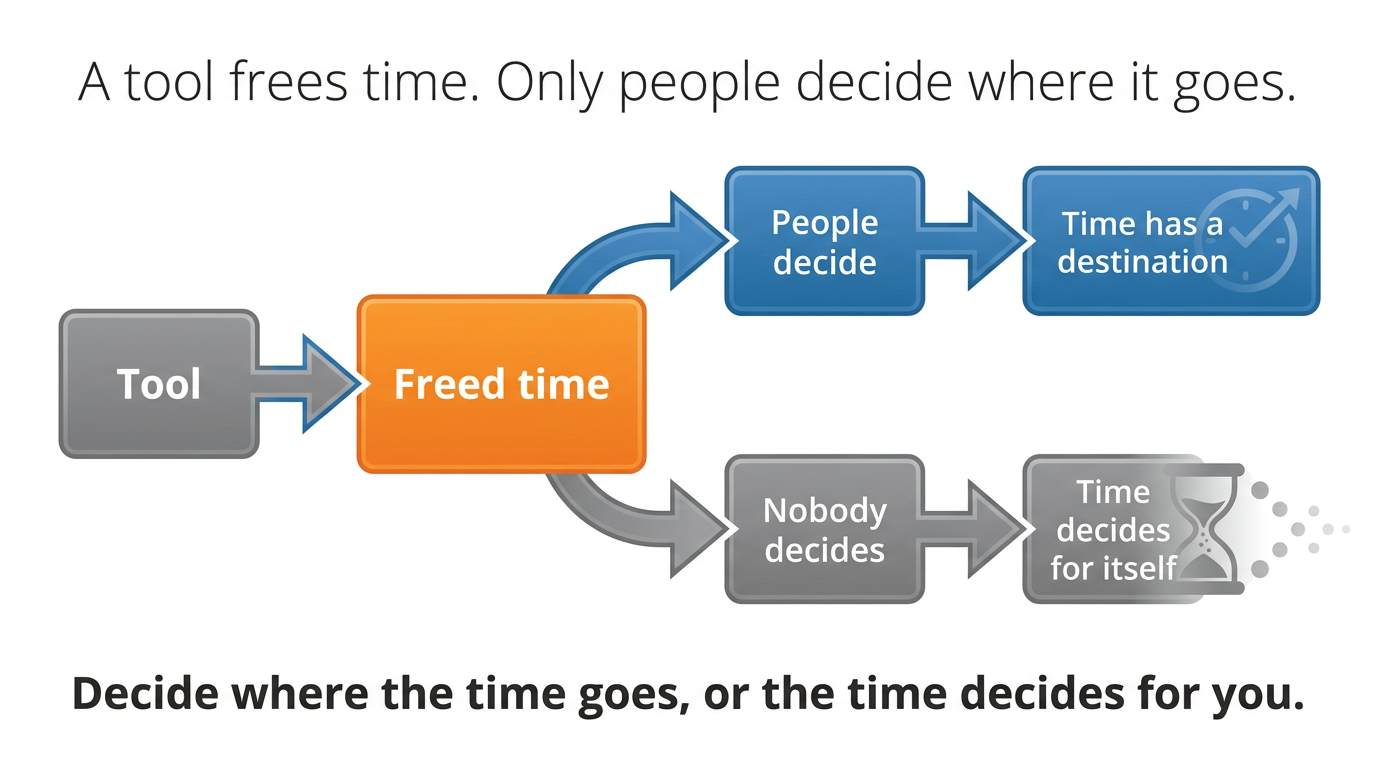 A tool frees time. Only people decide where it goes.
People
decide
Time has a
destination
Tool
Freed time
Nobody
decides
Time
decides
for itself
Decide where the time goes, or the time decides for you.